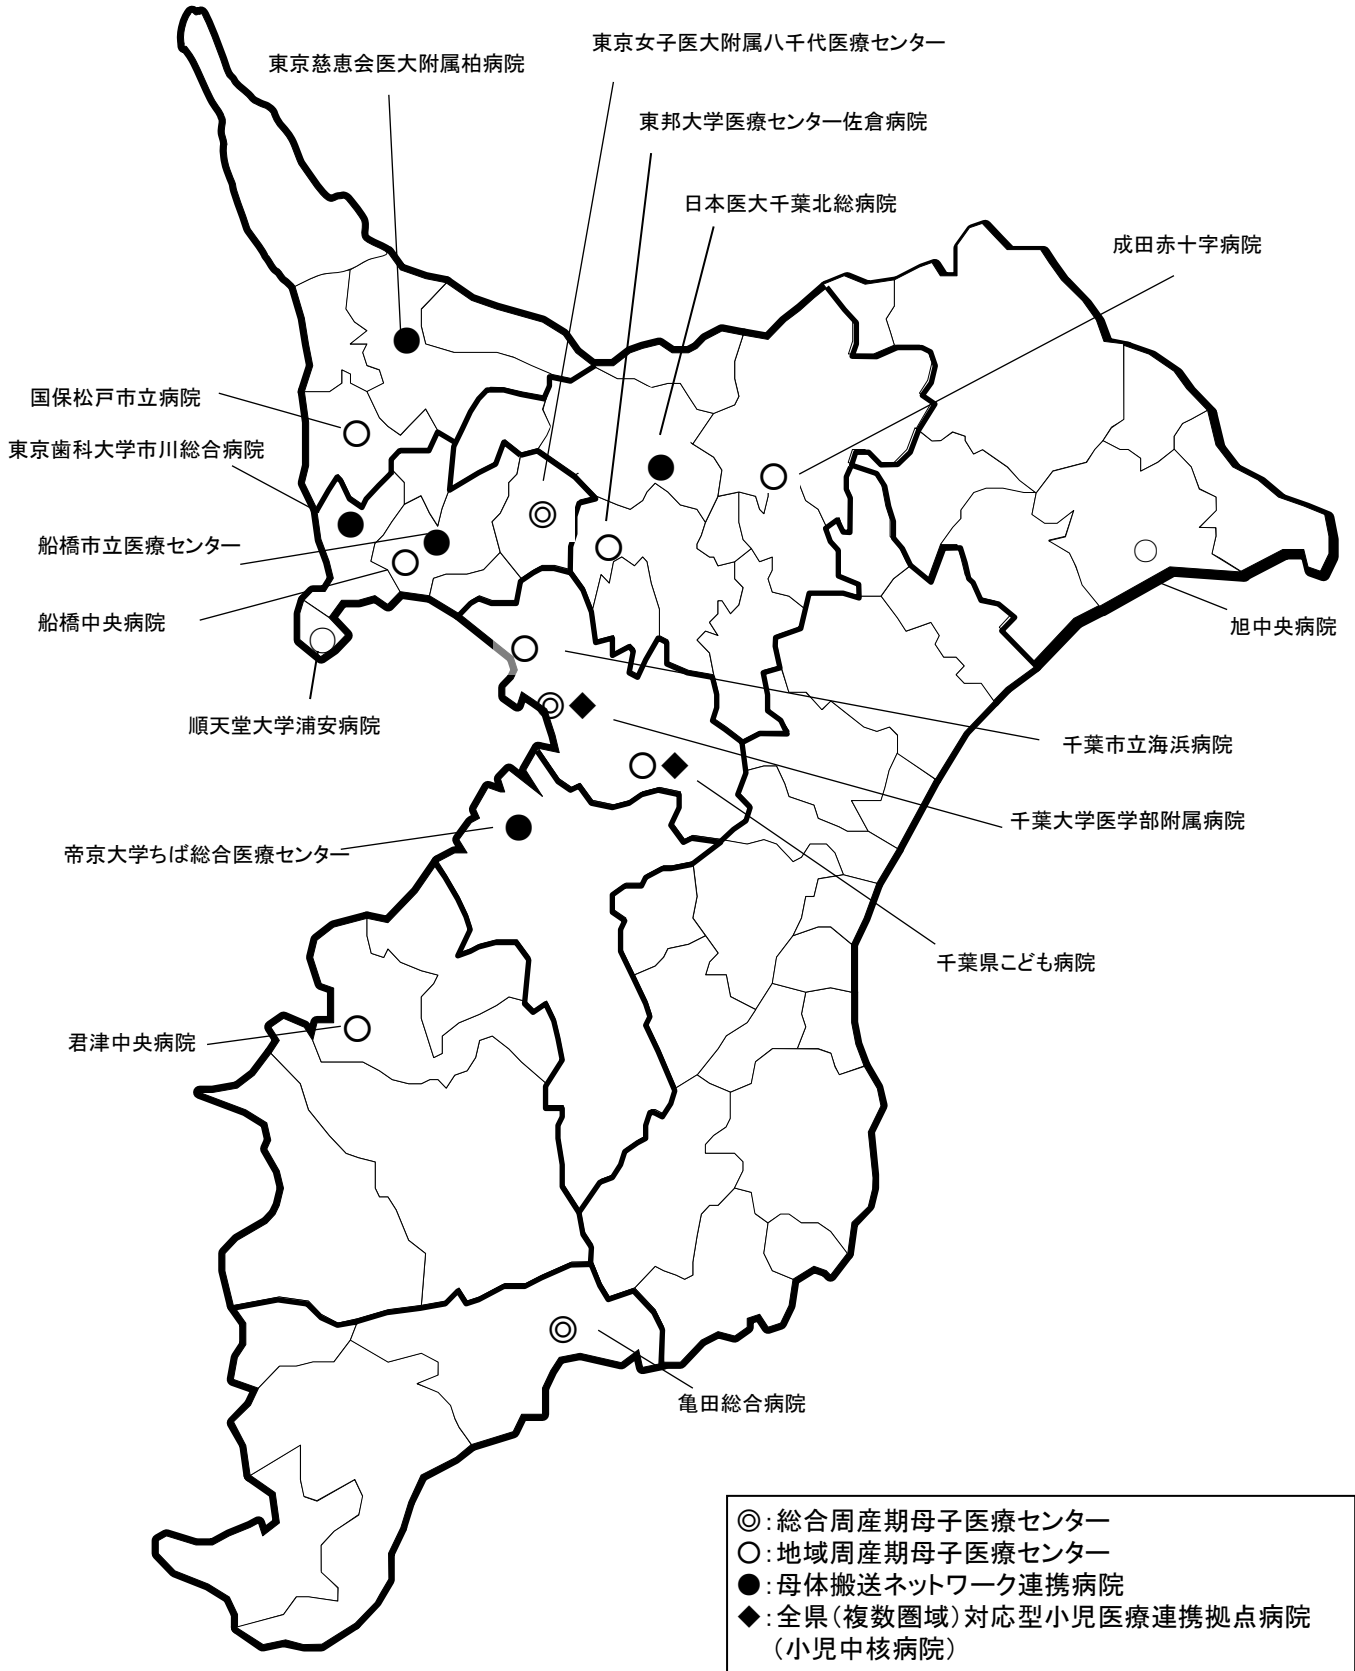 東京女子医大附属八千代医療センター
東京慈恵会医大附属柏病院
東邦大学医療センター佐倉病院
日本医大千葉北総病院
成田赤十字病院
国保松戸市立病院
東京歯科大学市川総合病院
船橋市立医療センター
船橋中央病院
旭中央病院
順天堂大学浦安病院
千葉市立海浜病院
千葉大学医学部附属病院
帝京大学ちば総合医療センター
千葉県こども病院
君津中央病院
亀田総合病院
◎:総合周産期母子医療センター
○:地域周産期母子医療センター
●:母体搬送ネットワーク連携病院
◆:全県(複数圏域)対応型小児医療連携拠点病院
(小児中核病院)